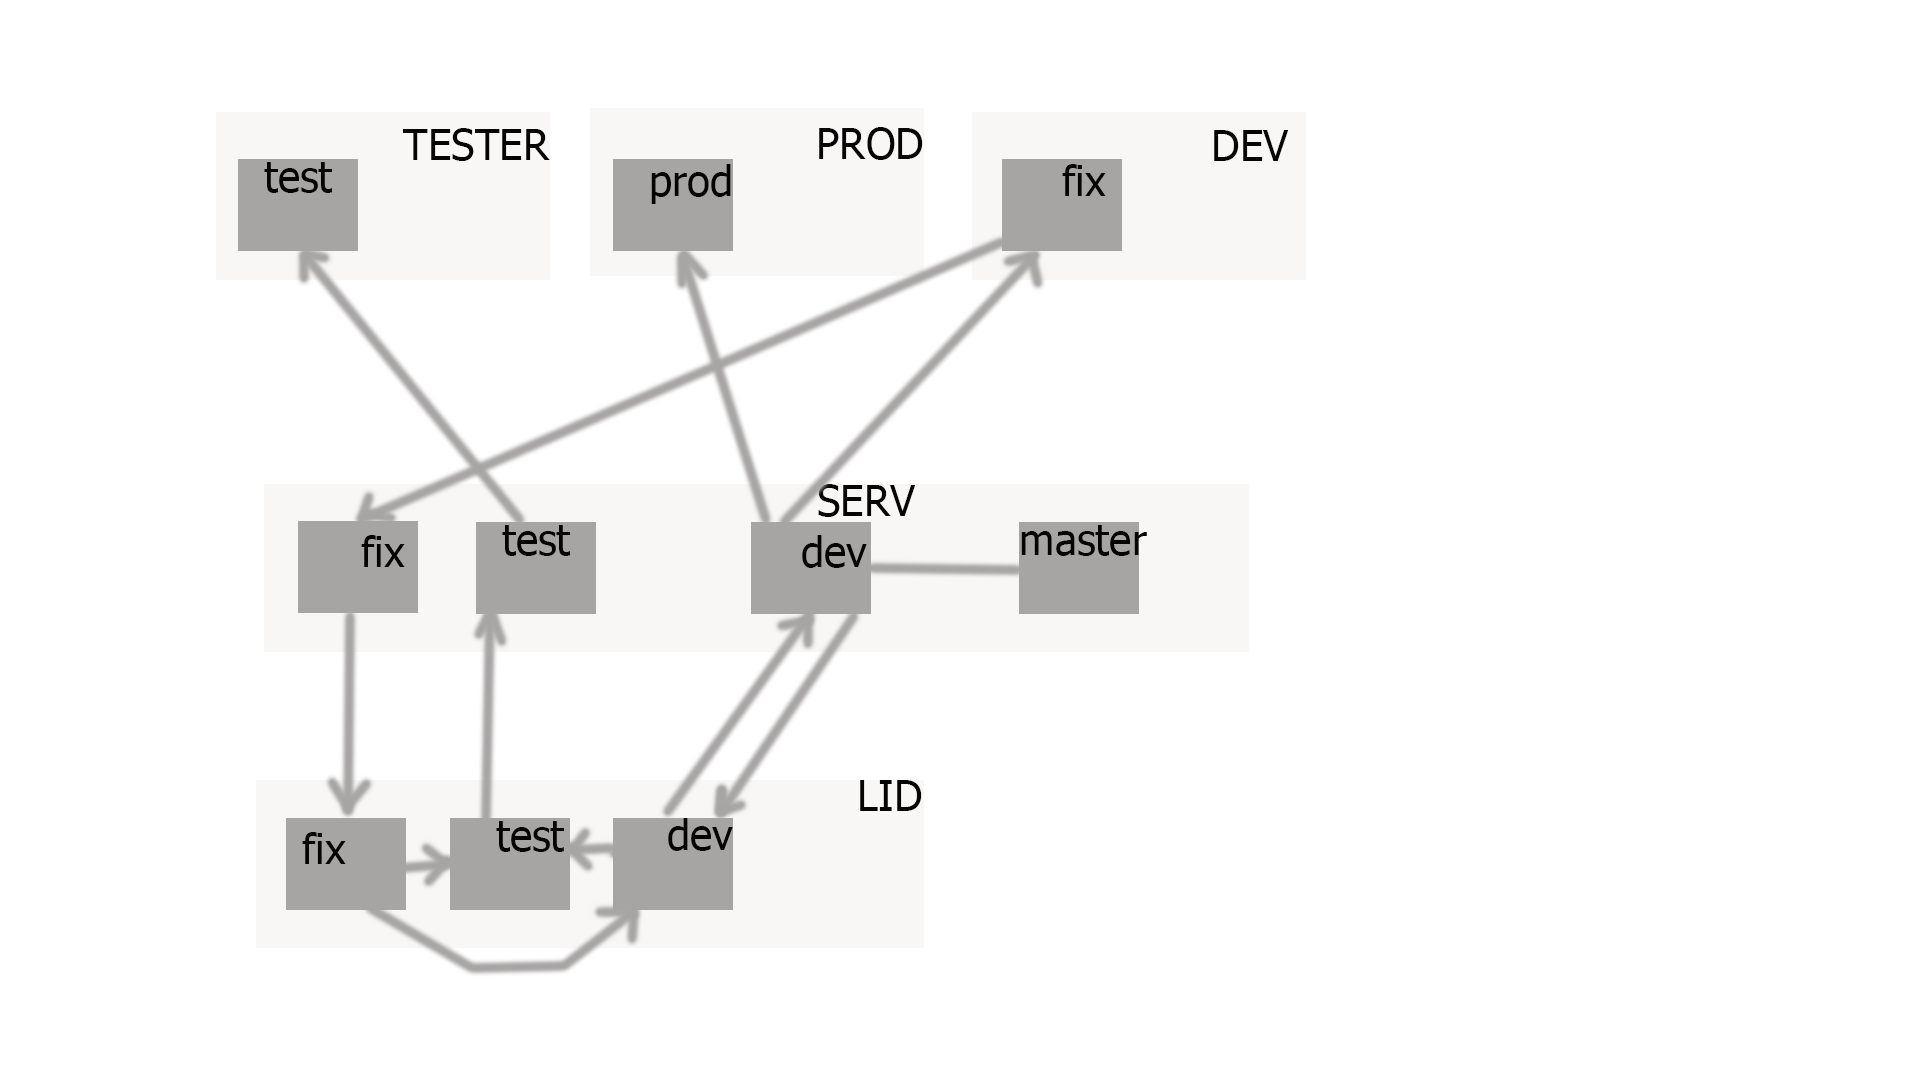 TESTER
test
PROD
prod
DEV
fix
SERV
fix
test
dev
master
LID
fix
test
dev